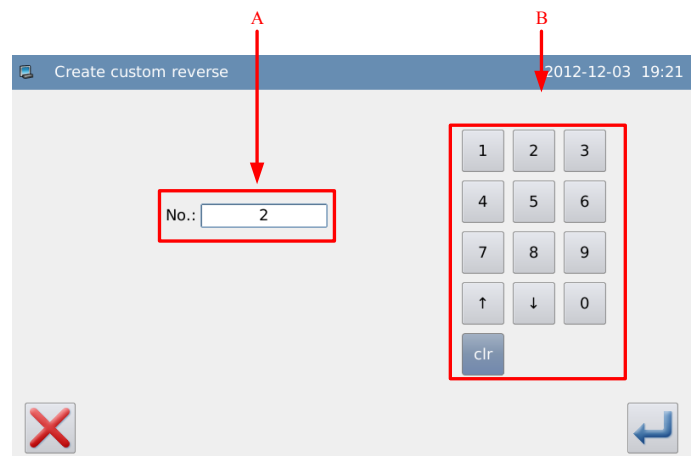 A
B
Create custom reverse
2012-12-03 19:21
1 2 3
No.: 2
4 5 6
7 8 9
↑ ↓ 0
clr